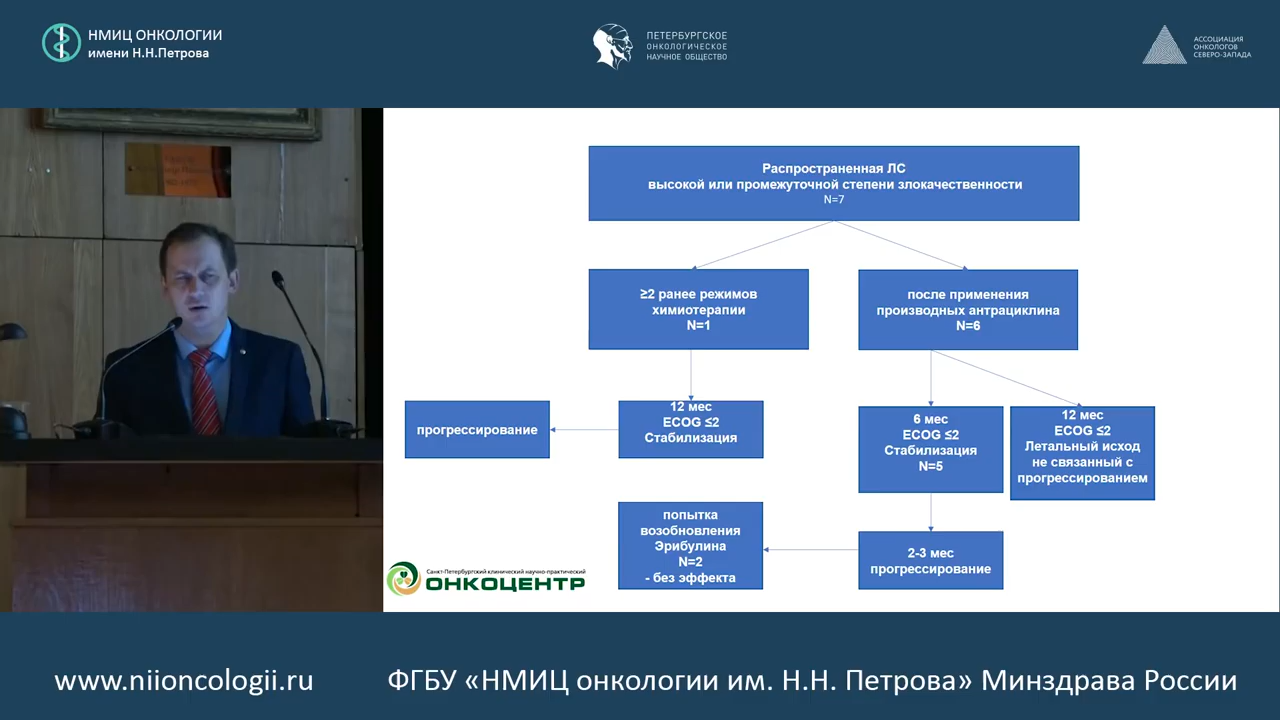 НМИЦ ОНКОЛОГИИ
имени Н.Н.Петрова
ПЕТЕРБУРГСКОЕ
ОНКОЛОГИЧЕСКОЕ
НАУЧНОЕ ОБЩЕСТВО
АССОЦИАЦИЯ
ОНКОЛОГОВ
СЕВЕРО-ЗАПАДА
Распространенная ЛС
высокой или промежуточной степени злокачественности
N=7
≥2 ранее режимов
химиотерапии
N=1
после применения
производных антрациклина
N=6
прогрессирование
12 мес
ECOG ≤2
Стабилизация
6 мес
ECOG ≤2
Стабилизация
N=5
12 мес
ECOG ≤2
Летальный исход
не связанный с
прогрессированием
попытка
возобновления
Эрибулина
N=2
- без эффекта
2-3 мес
прогрессирование
Санкт-Петербургский клинический научно-практический
ОНКОЦЕНТР
www.niioncologii.ru
ФГБУ «НМИЦ онкологии им. Н.Н. Петрова» Минздрава России